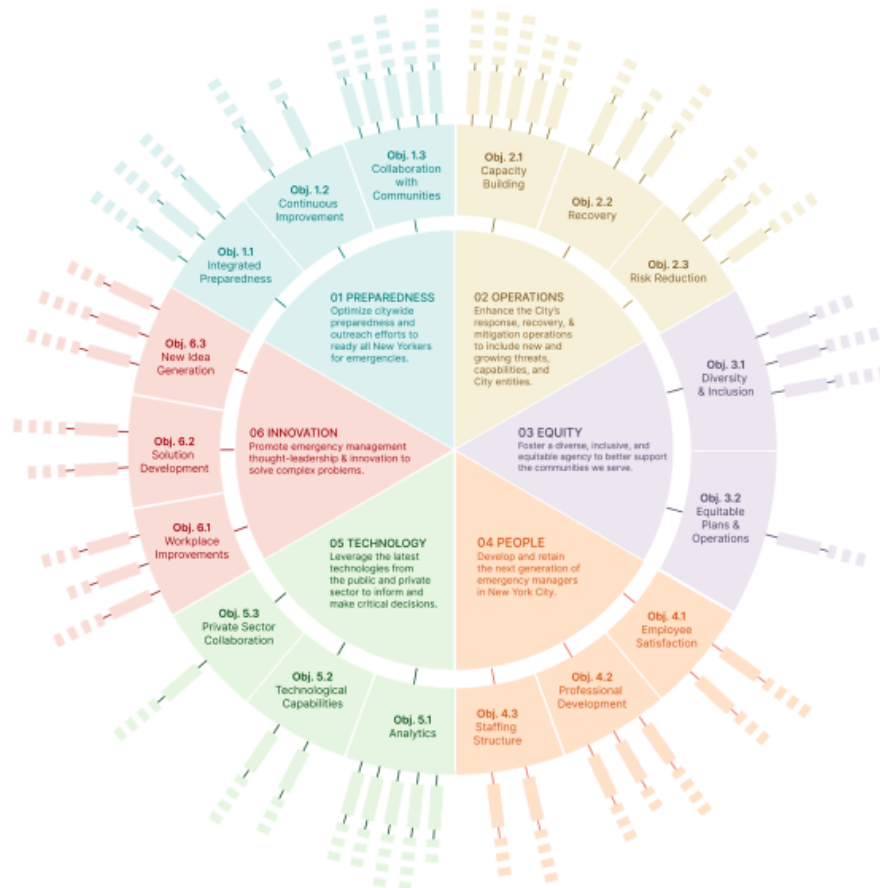 Obj. 1.1
Integrated
Preparedness
Obj. 1.2
Continuous
Improvement
Obj. 1.3
Collaboration
with
Communities
Obj. 2.1
Capacity
Building
Obj. 2.2
Recovery
Obj. 2.3
Risk Reduction
Obj. 3.1
Diversity
& Inclusion
Obj. 3.2
Equitable
Plans &
Operations
Obj. 4.1
Employee
Satisfaction
Obj. 4.2
Professional
Development
Obj. 4.3
Staffing
Structure
Obj. 5.1
Analytics
Obj. 5.2
Technological
Capabilities
Obj. 5.3
Private Sector
Collaboration
Obj. 6.1
Workplace
Improvements
Obj. 6.2
Solution
Development
Obj. 6.3
New Idea
Generation
01 PREPAREDNESS
Optimize citywide
preparedness and
outreach efforts to
ready all New Yorkers
for emergencies.
02 OPERATIONS
Enhance the City's
response, recovery, &
mitigation operations
to include new and
growing threats,
capabilities, and
City entities.
03 EQUITY
Foster a diverse, inclusive, and
equitable agency to better support
the communities we serve.
04 PEOPLE
Develop and retain
the next generation of
emergency managers
in New York City.
05 TECHNOLOGY
Leverage the latest
technologies from
the public and private
sector to inform and
make critical decisions.
06 INNOVATION
Promote emergency management
thought-leadership & innovation to
solve complex problems.